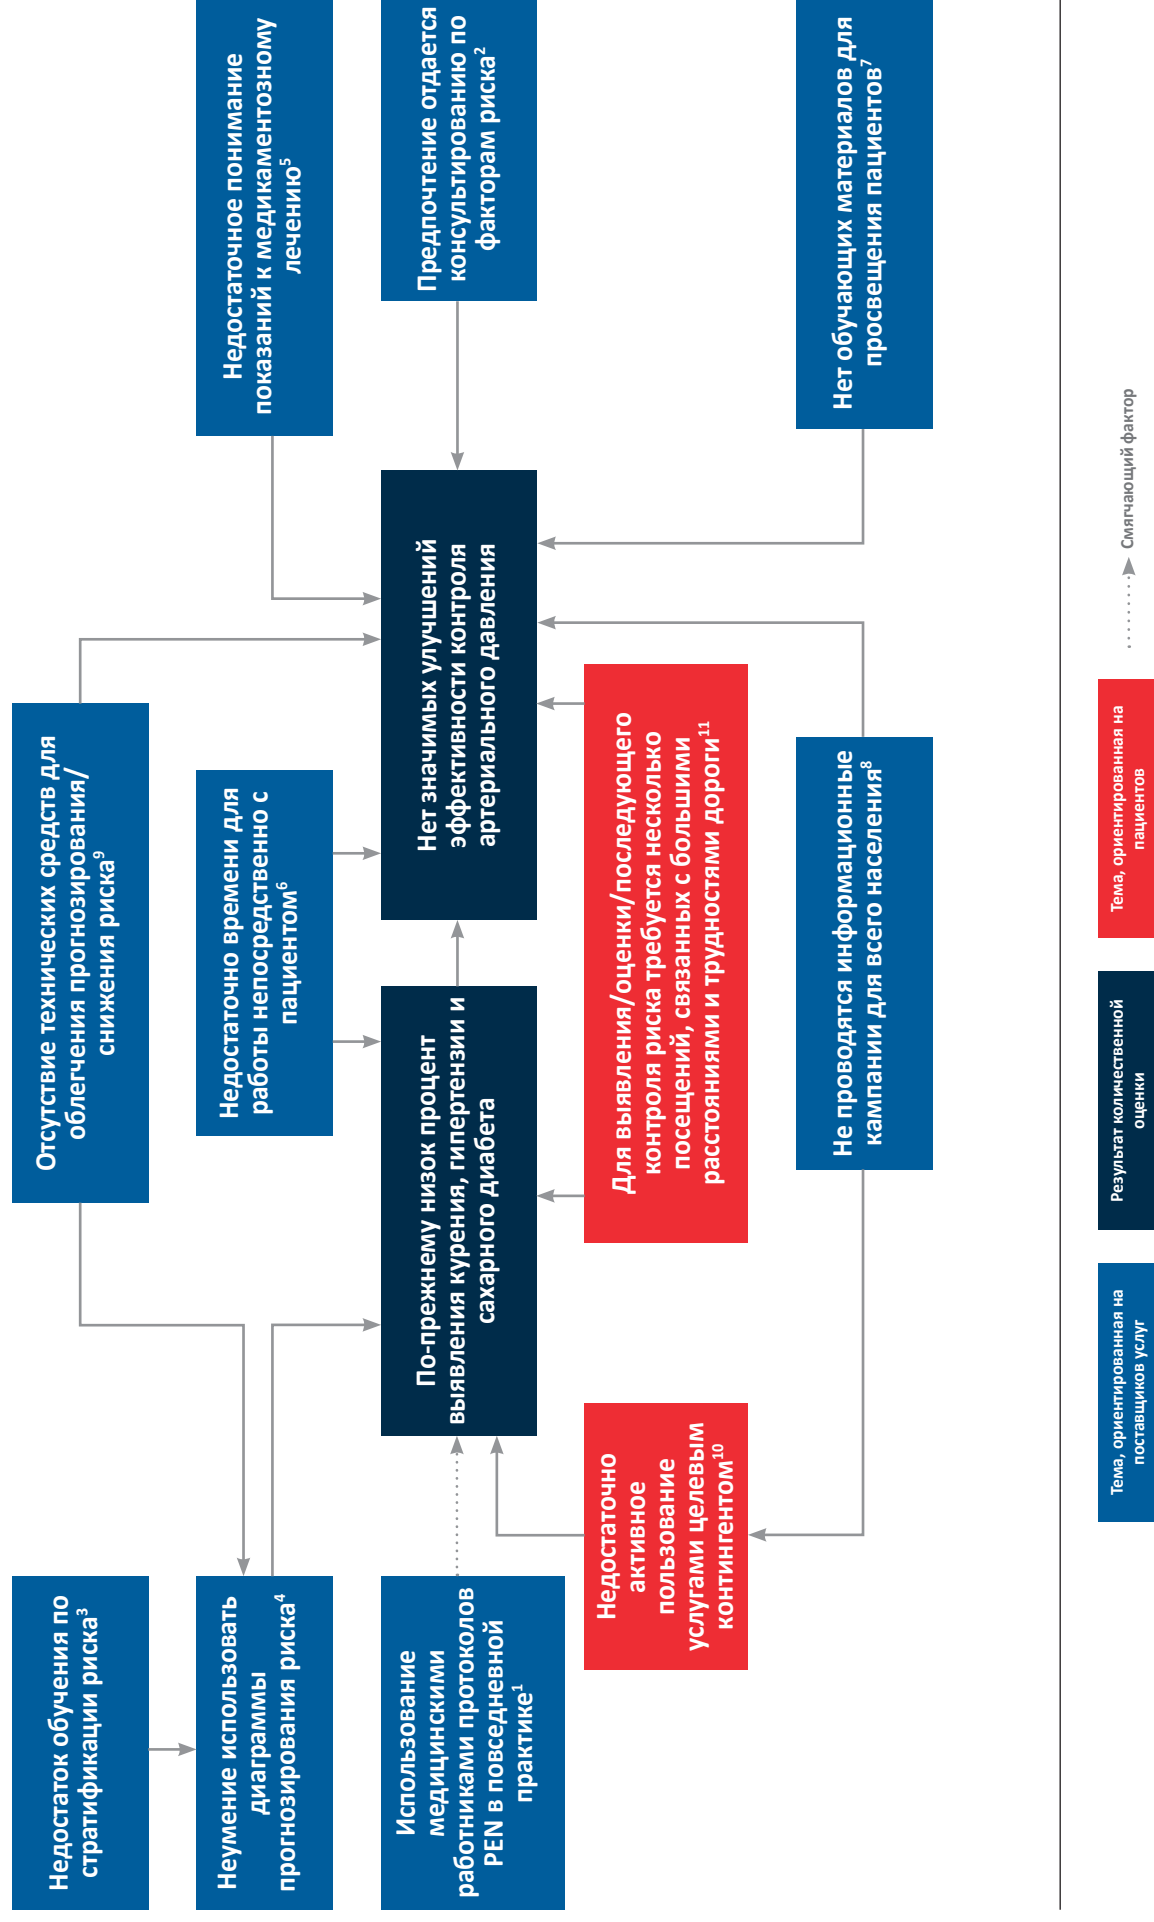 Недостаток обучения по
стратификации риска3
Отсутствие технических средств для
облегчения прогнозирования/
снижения риска9
Неумение использовать
диаграммы
прогнозирования риска4
Недостаточно времени для
работы непосредственно с
пациентом6
Недостаточное понимание
показаний к медикаментозному
лечению5
Использование
медицинскими
работниками протоколов
PEN в повседневной
практике1
По-прежнему низок процент
выявления курения, гипертензии и
сахарного диабета
Нет значимых улучшений
эффективности контроля
артериального давления
Предпочтение отдается
консультированию по
факторам риска2
Недостаточно
активное
пользование
услугами целевым
контингентом10
Для выявления/оценки/последующего
контроля риска требуется несколько
посещений, связанных с большими
расстояниями и трудностями дороги11
Не проводятся информационные
кампании для всего населения8
Нет обучающих материалов для
просвещения пациентов7
Тема, ориентированная на
поставщиков услуг
Результат количественной
оценки
Тема, ориентированная на
пациентов
Смягчающий фактор